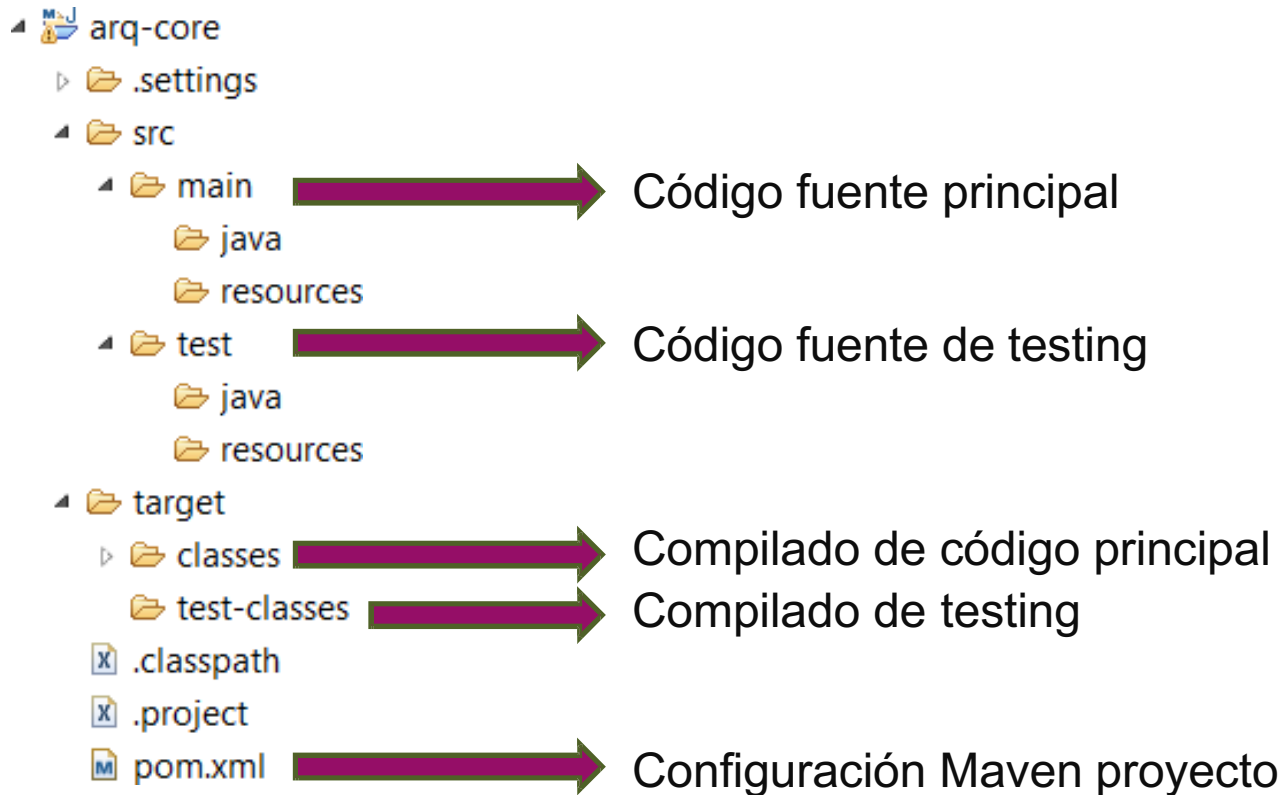 arq-core
.settings
src
main Código fuente principal
java
resources
test Código fuente de testing
java
resources
target
classes Compilado de código principal
test-classes Compilado de testing
.classpath
.project
pom.xml Configuración Maven proyecto